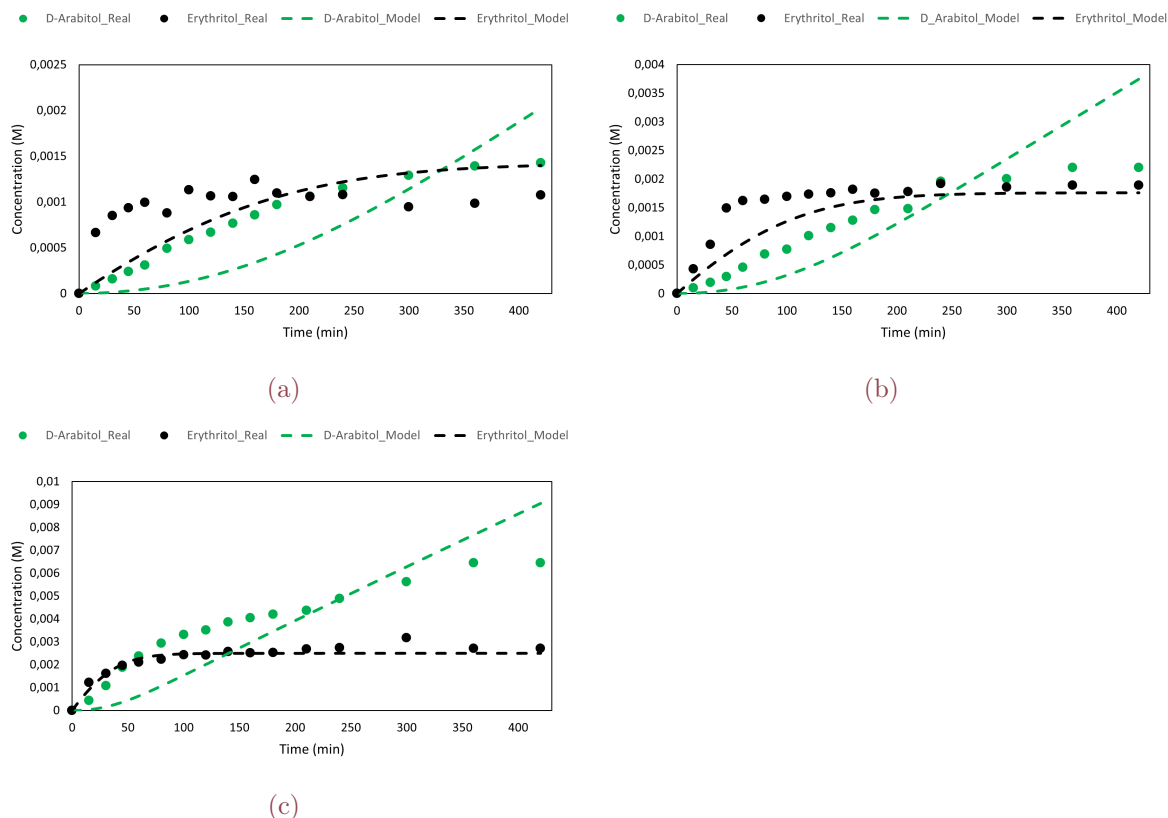 D-Arabitol_Real Erythritol_Real D-Arabitol_Model Erythritol_Model
0,0025
0,002
0,0015
0,001
0,0005
0
Concentration (M)
0 50 100 150 200 250 300 350 400
Time (min)
(a)
D-Arabitol_Real Erythritol_Real D_Arabitol_Model Erythritol_Model
0,004
0,0035
0,003
0,0025
0,002
0,0015
0,001
0,0005
0
Concentration (M)
0 50 100 150 200 250 300 350 400
Time (min)
(b)
D-Arabitol_Real Erythritol_Real D-Arabitol_Model Erythritol_Model
0,01
0,009
0,008
0,007
0,006
0,005
0,004
0,003
0,002
0,001
0
Concentration (M)
0 50 100 150 200 250 300 350 400
Time (min)
(c)